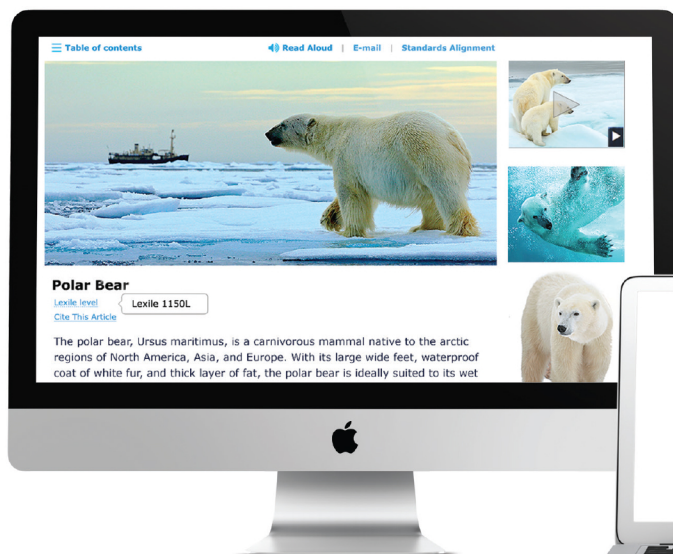 Table of contents
Read Aloud | E-mail | Standards Alignment
Polar Bear
Lexile level
Lexile 1150L
Cite This Article
The polar bear, Ursus maritimus, is a carnivorous mammal native to the arctic
regions of North America, Asia, and Europe. With its large wide feet, waterproof
coat of white fur, and thick layer of fat, the polar bear is ideally suited to its wet